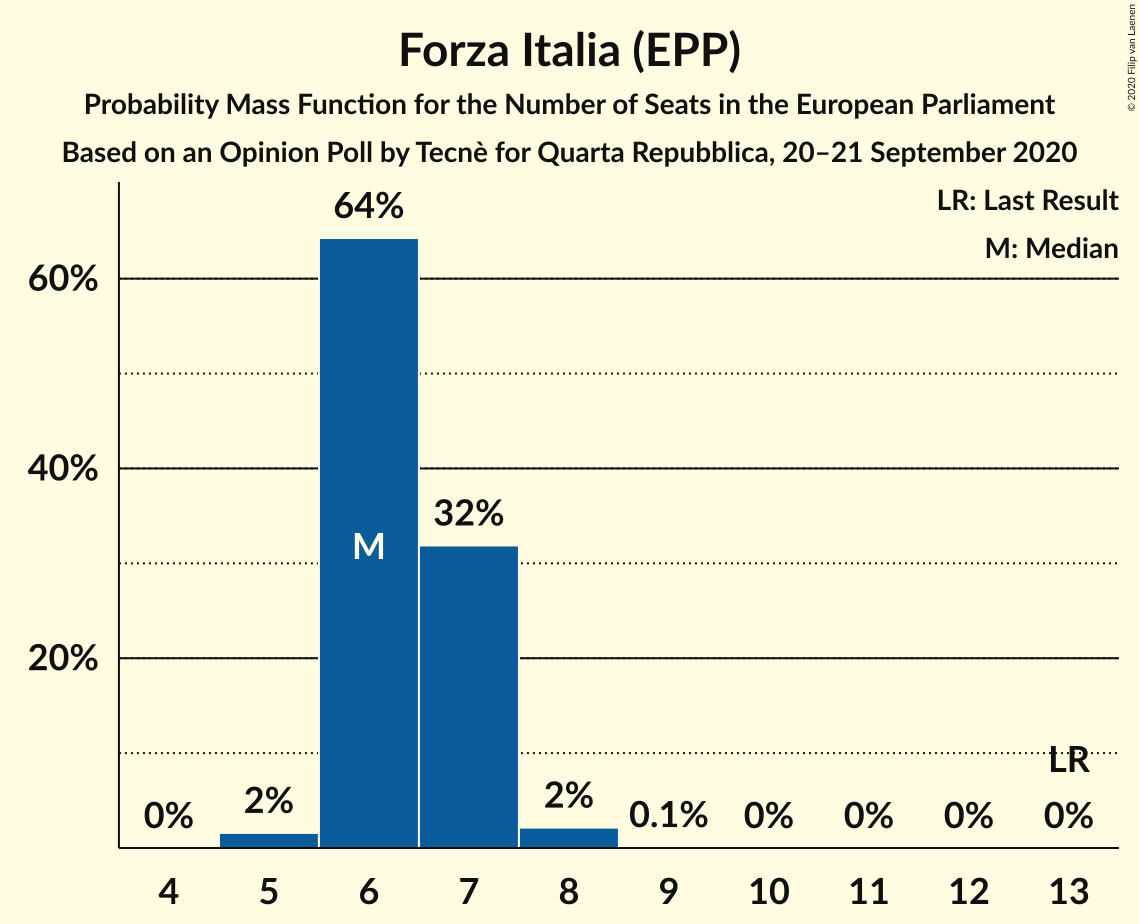 Forza Italia (EPP)
Probability Mass Function for the Number of Seats in the European Parliament
Based on an Opinion Poll by Tecnè for Quarta Repubblica, 20–21 September 2020
© 2020 Filip van Laenen
LR: Last Result
M: Median
60%
40%
20%
0%
2%
64%
M
32%
2%
0.1%
0%
0%
0%
LR
0%
4 5 6 7 8 9 10 11 12 13